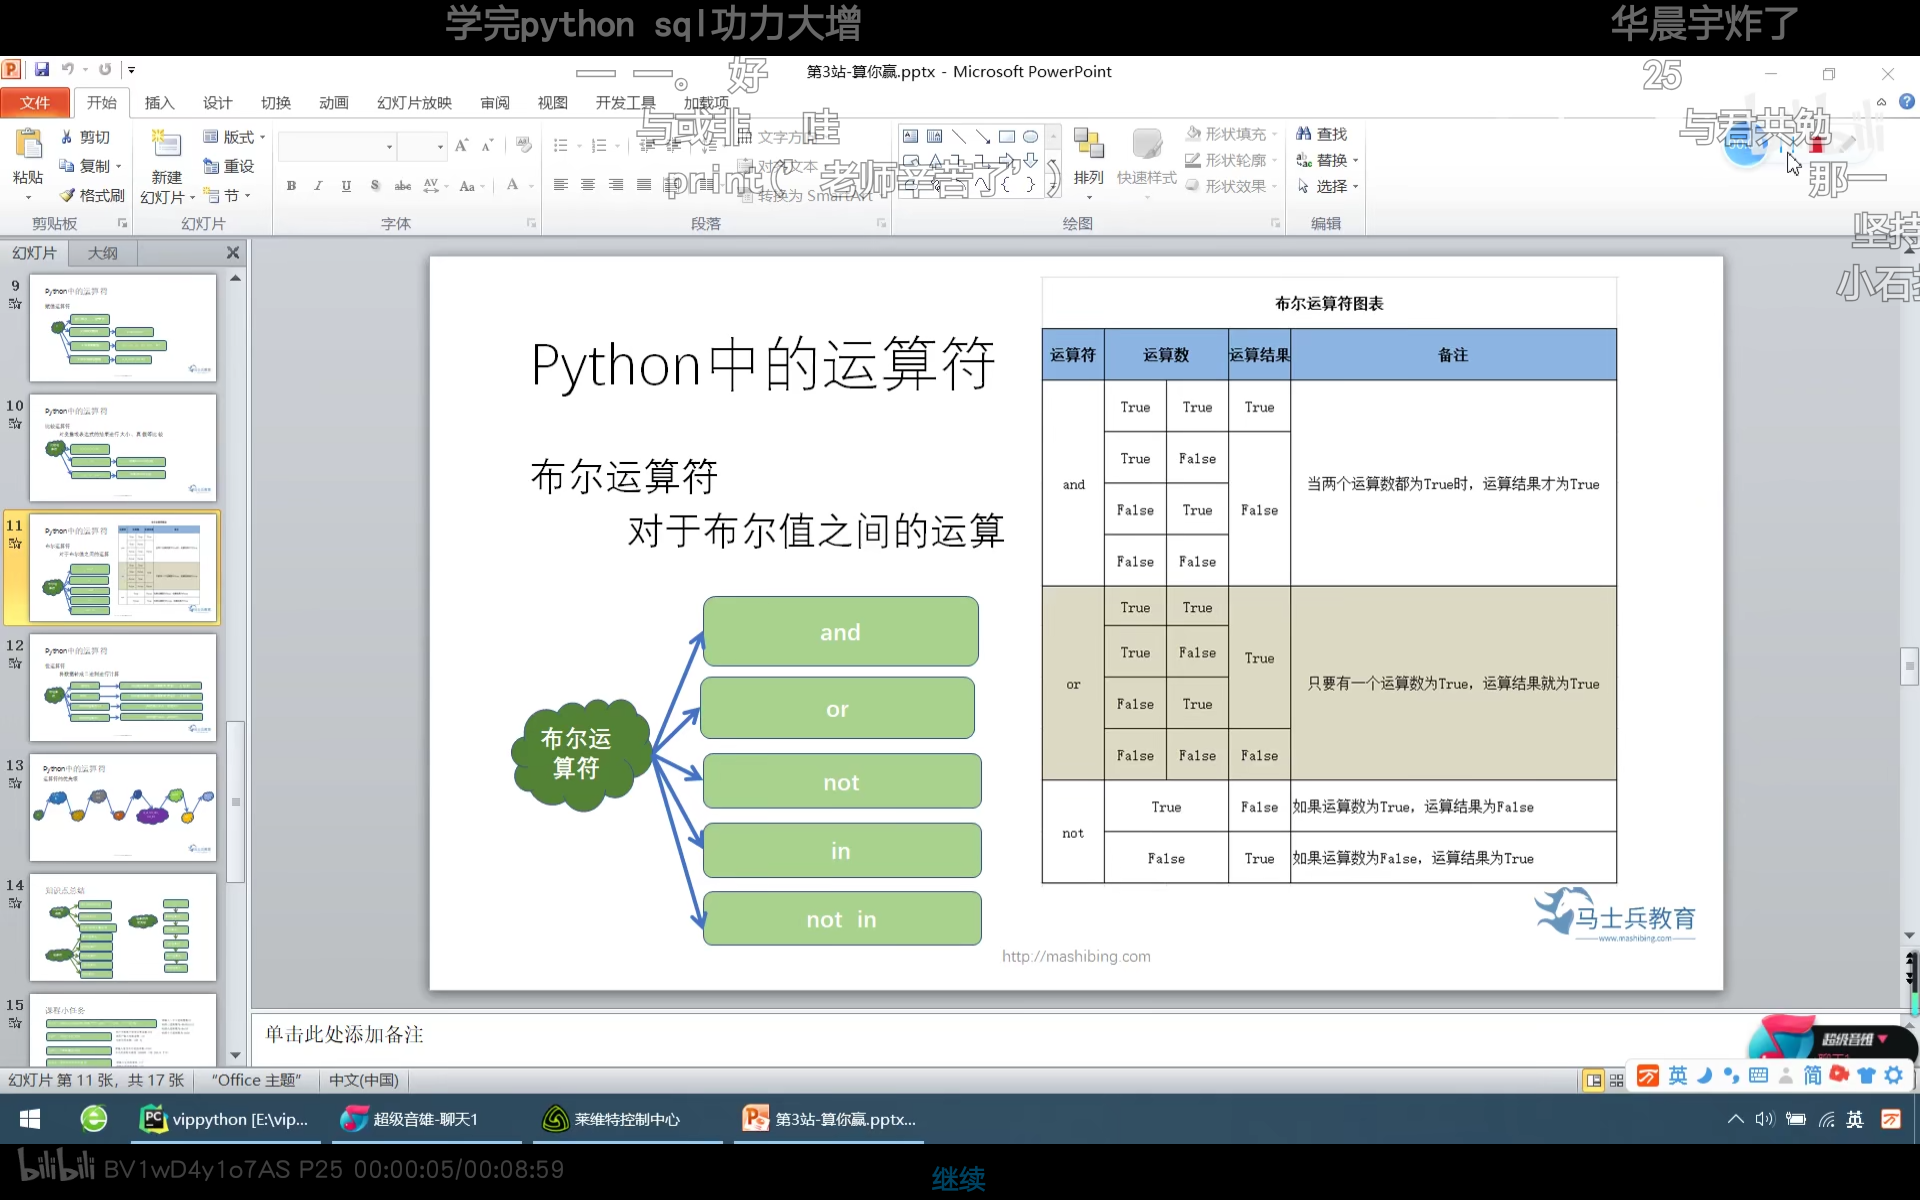 学完python sql功力大增
华晨宇炸了
第3站-算你赢.pptx - Microsoft PowerPoint
一 一。 好
25
文件 开始 插入 设计 切换 动画 幻灯片放映 审阅 视图 开发工具 加载项
与或非 哇
与君共勉
粘贴
剪切
复制
格式刷
剪贴板
新建
幻灯片
版式
重设
节
幻灯片
字体
段落
转换为 SmartArt
print(‘老师辛苦了’)
排列
快速样式
形状填充
形状轮廓
形状效果
绘图
查找
替换
选择
编辑
那一
坚持
幻灯片 大纲
9
10
11
12
13
14
15
Python中的运算符
布尔运算符
对于布尔值之间的运算
布尔运
算符
and
or
not
in
not in
布尔运算符图表
运算符 运算数 运算结果 备注
and True True True 当两个运算数都为True时，运算结果才为True
True False False
False True
False False
or True True True 只要有一个运算数为True，运算结果就为True
True False
False True
False False False
not True False 如果运算数为True，运算结果为False
False True 如果运算数为False，运算结果为True
马士兵教育
www.mashibing.com
http://mashibing.com
单击此处添加备注
超级音雄
幻灯片 第 11 张，共 17 张 “Office 主题” 中文(中国)
英 简
vippython [E:\vip... 超级音雄-聊天1 莱维特控制中心 第3站-算你赢.pptx... 英
bilibili BV1wD4y1o7AS P25 00:00:05/00:08:59
继续